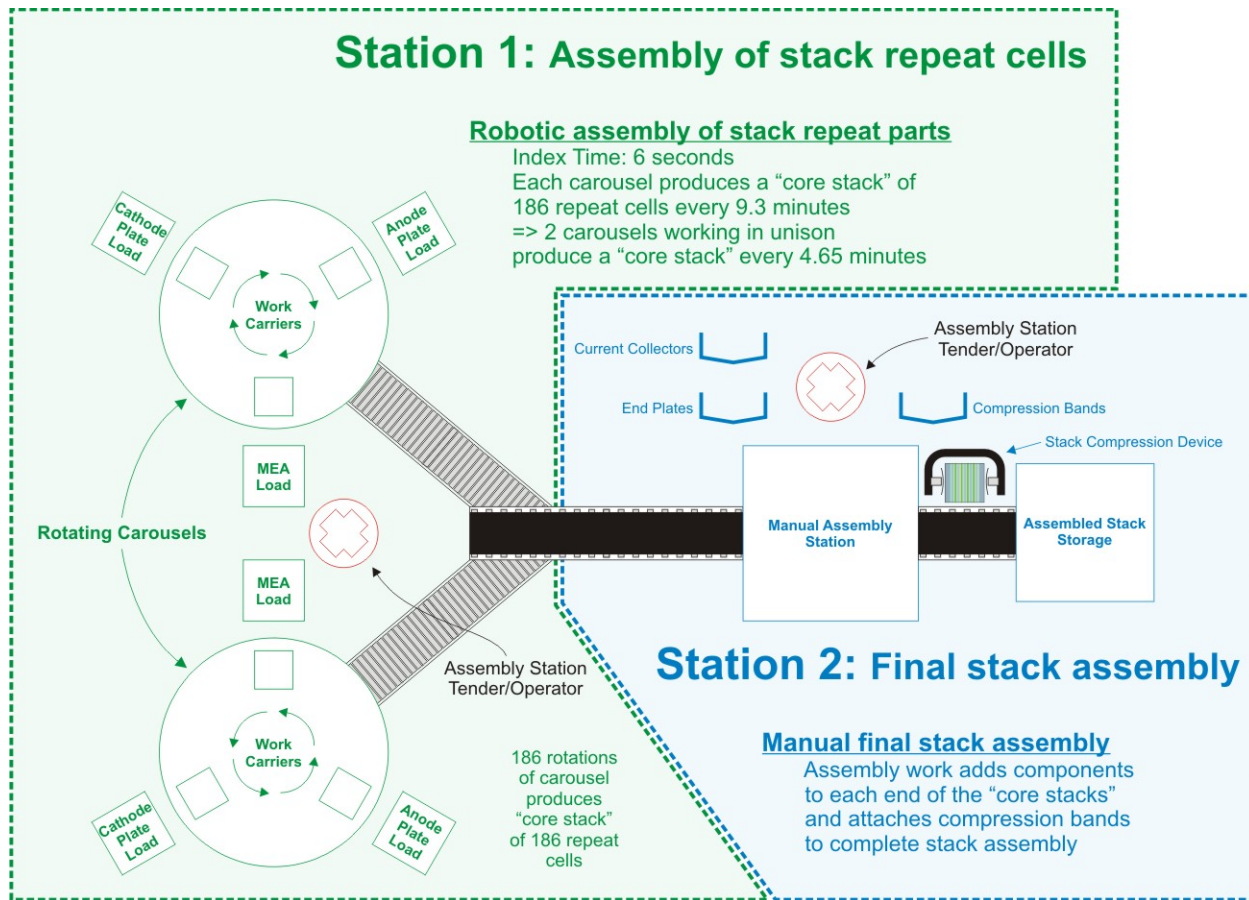 Station 1: Assembly of stack repeat cells
Robotic assembly of stack repeat parts
Index Time: 6 seconds
Each carousel produces a “core stack” of
186 repeat cells every 9.3 minutes
=> 2 carousels working in unison
produce a “core stack” every 4.65 minutes
Cathode
Plate
Load
Anode
Plate
Load
Work
Carriers
MEA
Load
Rotating Carousels
MEA
Load
Assembly Station
Tender/Operator
Work
Carriers
Cathode
Plate
Load
Anode
Plate
Load
186 rotations
of carousel
produces
“core stack”
of 186 repeat
cells
Current Collectors
Assembly Station
Tender/Operator
End Plates
Compression Bands
Stack Compression Device
Manual Assembly
Station
Assembled Stack
Storage
Station 2: Final stack assembly
Manual final stack assembly
Assembly work adds components
to each end of the “core stacks”
and attaches compression bands
to complete stack assembly